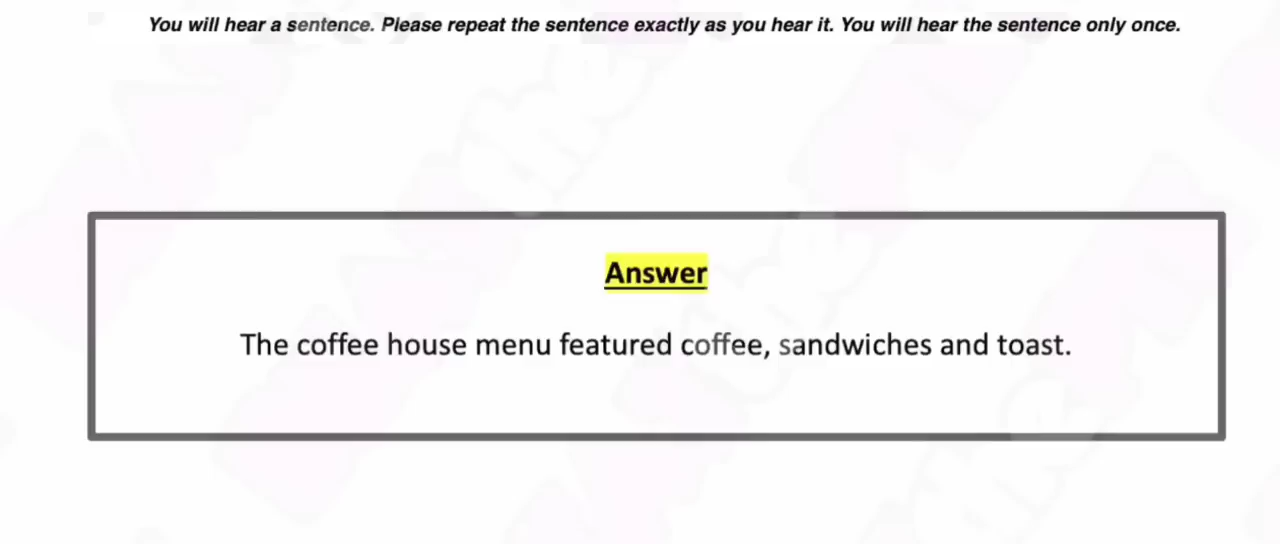 You will hear a sentence. Please repeat the sentence exactly as you hear it. You will hear the sentence only once.
Answer
The coffee house menu featured coffee, sandwiches and toast.